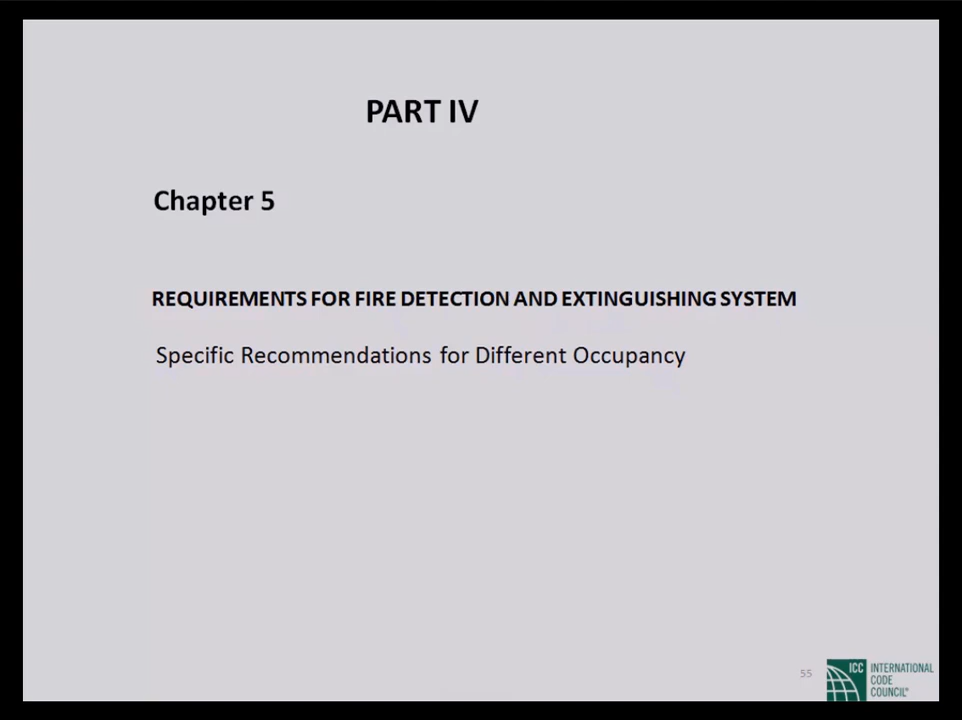 PART IV
Chapter 5
REQUIREMENTS FOR FIRE DETECTION AND EXTINGUISHING SYSTEM
Specific Recommendations for Different Occupancy
55
ICC
INTERNATIONAL
CODE
COUNCIL®